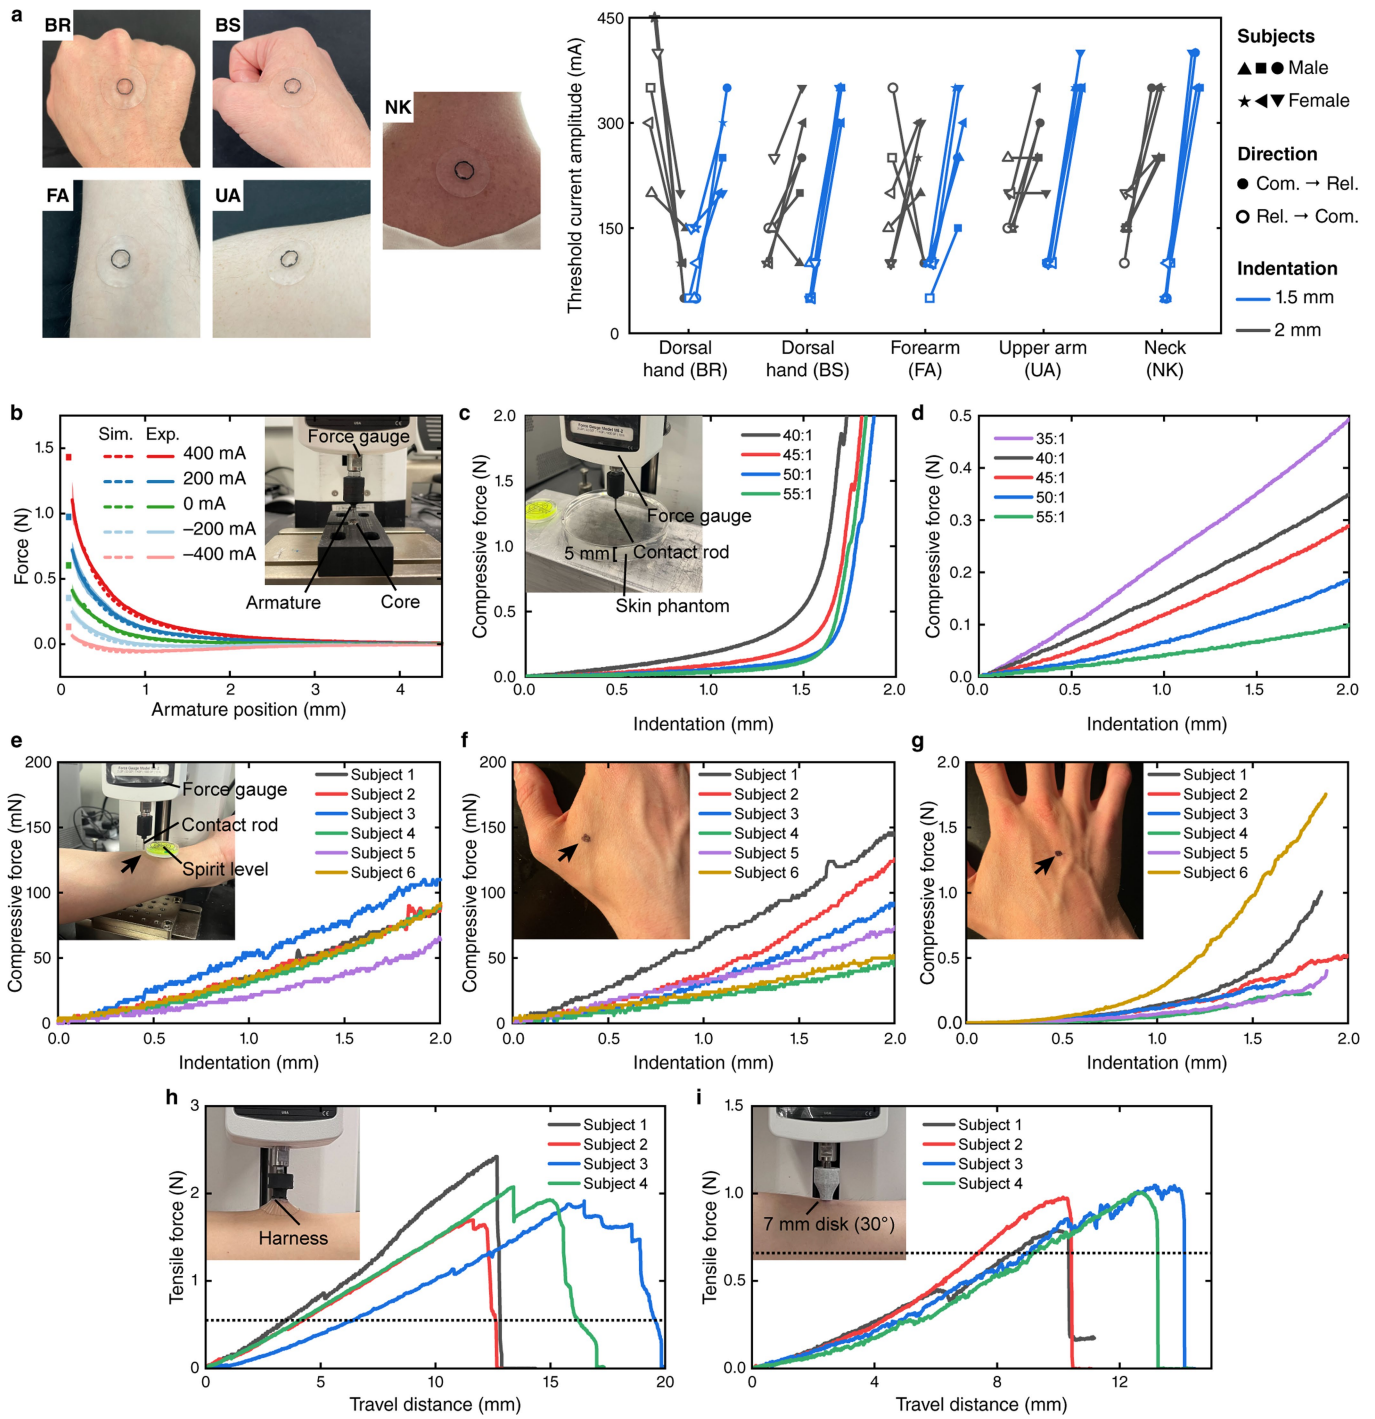 a
BR
BS
NK
FA
UA
Threshold current amplitude (mA)
450
300
150
0
Dorsal
hand (BR)
Dorsal
hand (BS)
Forearm
(FA)
Upper arm
(UA)
Neck
(NK)
Subjects
Male
Female
Direction
Com. → Rel.
Rel. → Com.
Indentation
1.5 mm
2 mm
b
Force (N)
1.5
1.0
0.5
0.0
Sim. Exp.
400 mA
200 mA
0 mA
–200 mA
–400 mA
Force gauge
Armature
Core
0 1 2 3 4
Armature position (mm)
c
Compressive force (N)
2.0
1.5
1.0
0.5
0.0
40:1
45:1
50:1
55:1
Force gauge
5 mm
Contact rod
Skin phantom
0.0 0.5 1.0 1.5 2.0
Indentation (mm)
d
Compressive force (N)
0.5
0.4
0.3
0.2
0.1
0.0
35:1
40:1
45:1
50:1
55:1
0.0 0.5 1.0 1.5 2.0
Indentation (mm)
e
Compressive force (mN)
200
150
100
50
0
Force gauge
Contact rod
Spirit level
Subject 1
Subject 2
Subject 3
Subject 4
Subject 5
Subject 6
0.0 0.5 1.0 1.5 2.0
Indentation (mm)
f
Compressive force (mN)
200
150
100
50
0
Subject 1
Subject 2
Subject 3
Subject 4
Subject 5
Subject 6
0.0 0.5 1.0 1.5 2.0
Indentation (mm)
g
Compressive force (N)
2.0
1.5
1.0
0.5
0.0
Subject 1
Subject 2
Subject 3
Subject 4
Subject 5
Subject 6
0.0 0.5 1.0 1.5 2.0
Indentation (mm)
h
Tensile force (N)
3
2
1
0
Harness
Subject 1
Subject 2
Subject 3
Subject 4
0 5 10 15 20
Travel distance (mm)
i
Tensile force (N)
1.5
1.0
0.5
0.0
7 mm disk (30°)
Subject 1
Subject 2
Subject 3
Subject 4
0 4 8 12
Travel distance (mm)